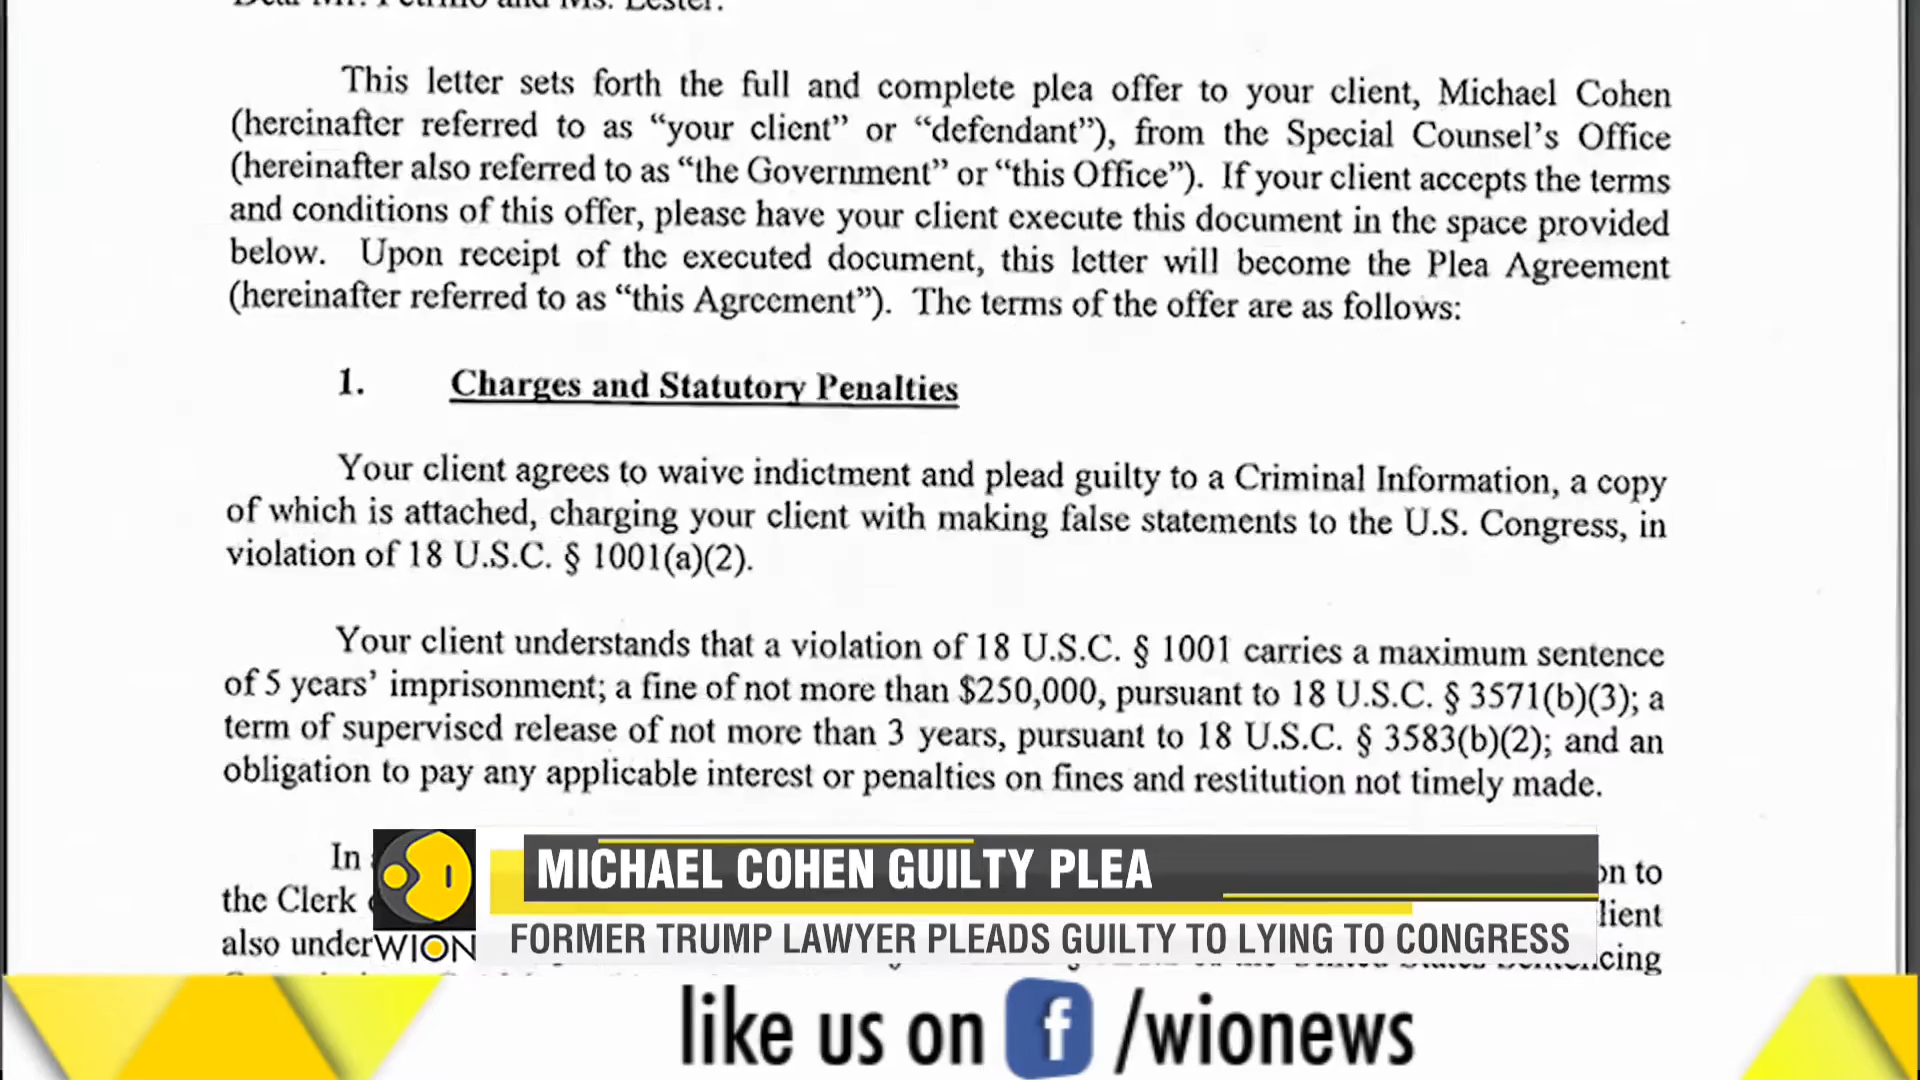 Dear Mr. Petrillo and Ms. Lester:
This letter sets forth the full and complete plea offer to your client, Michael Cohen
(hereinafter referred to as “your client” or “defendant”), from the Special Counsel’s Office
(hereinafter also referred to as “the Government” or “this Office”). If your client accepts the terms
and conditions of this offer, please have your client execute this document in the space provided
below. Upon receipt of the executed document, this letter will become the Plea Agreement
(hereinafter referred to as “this Agreement”). The terms of the offer are as follows:
1. Charges and Statutory Penalties
Your client agrees to waive indictment and plead guilty to a Criminal Information, a copy
of which is attached, charging your client with making false statements to the U.S. Congress, in
violation of 18 U.S.C. § 1001(a)(2).
Your client understands that a violation of 18 U.S.C. § 1001 carries a maximum sentence
of 5 years’ imprisonment; a fine of not more than $250,000, pursuant to 18 U.S.C. § 3571(b)(3); a
term of supervised release of not more than 3 years, pursuant to 18 U.S.C. § 3583(b)(2); and an
obligation to pay any applicable interest or penalties on fines and restitution not timely made.
In on to
the Clerk lient
also under cing
WION
MICHAEL COHEN GUILTY PLEA
FORMER TRUMP LAWYER PLEADS GUILTY TO LYING TO CONGRESS
like us on f /wionews